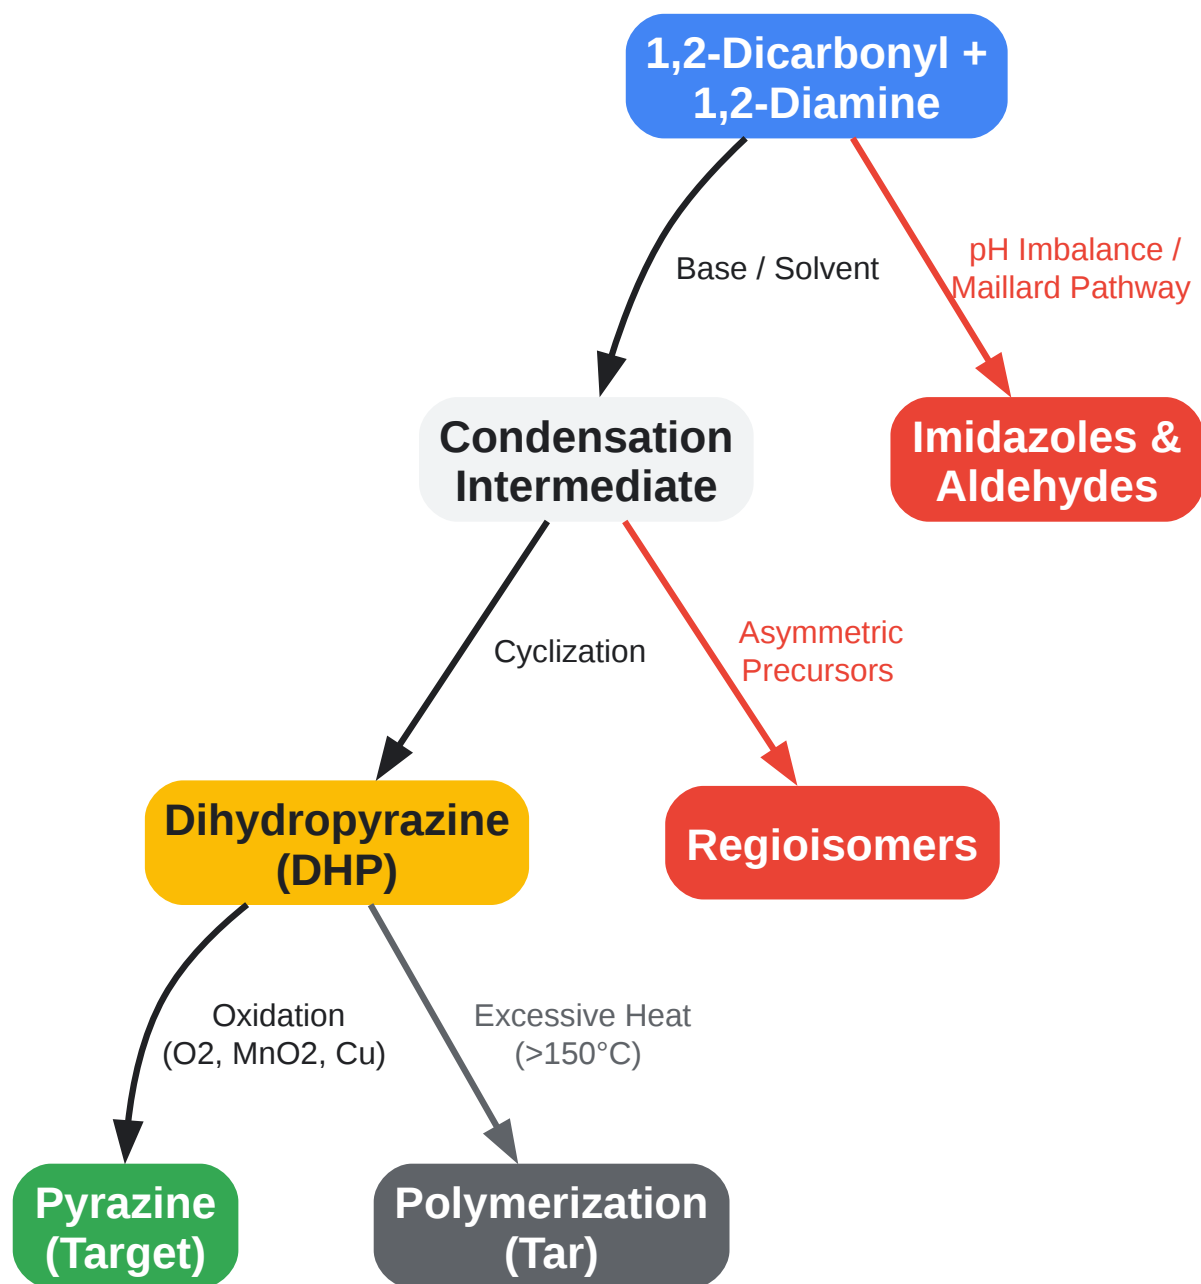 1,2-Dicarbonyl +
1,2-Diamine
Base / Solvent
pH Imbalance /
Maillard Pathway
Condensation
Intermediate
Imidazoles &
Aldehydes
Cyclization
Asymmetric
Precursors
Dihydropyrazine
(DHP)
Regioisomers
Oxidation
(O2, MnO2, Cu)
Excessive Heat
(>150°C)
Pyrazine
(Target)
Polymerization
(Tar)